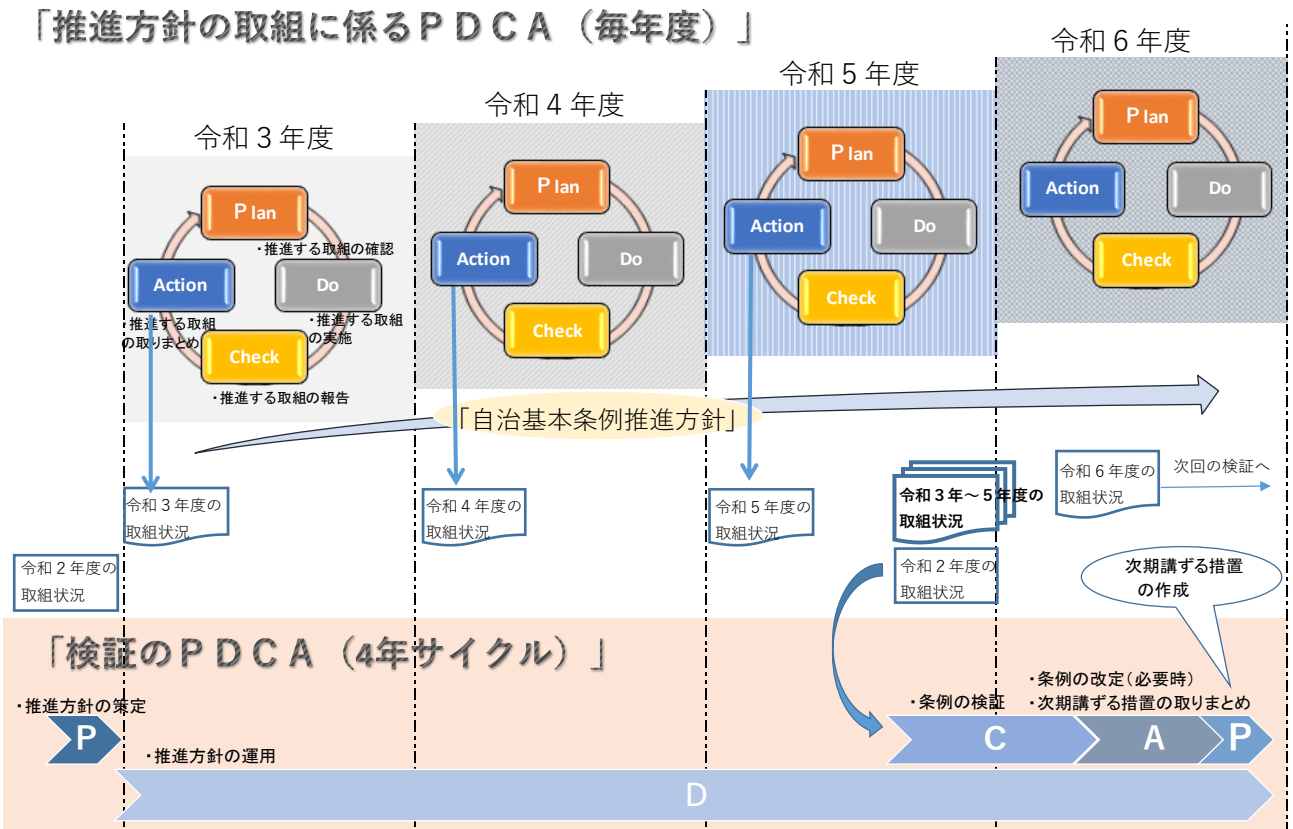 「推進方針の取組に係るＰＤＣＡ（毎年度）」
令和３年度
令和４年度
令和５年度
令和６年度
Ｐlan
・推進する取組の確認
Action
Do
・推進する取組
の取りまとめ
・推進する取組
の実施
Check
・推進する取組の報告
Ｐlan
Action
Do
Check
Ｐlan
Action
Do
Check
Ｐlan
Action
Do
Check
「自治基本条例推進方針」
令和２年度の
取組状況
令和３年度の
取組状況
令和４年度の
取組状況
令和５年度の
取組状況
令和３年～５年度の
取組状況
令和２年度の
取組状況
令和６年度の
取組状況
次回の検証へ
次期講ずる措置
の作成
「検証のＰＤＣＡ（4年サイクル）」
・推進方針の策定
P
・推進方針の運用
D
・条例の検証
C
・条例の改定（必要時）
・次期講ずる措置の取りまとめ
A
P